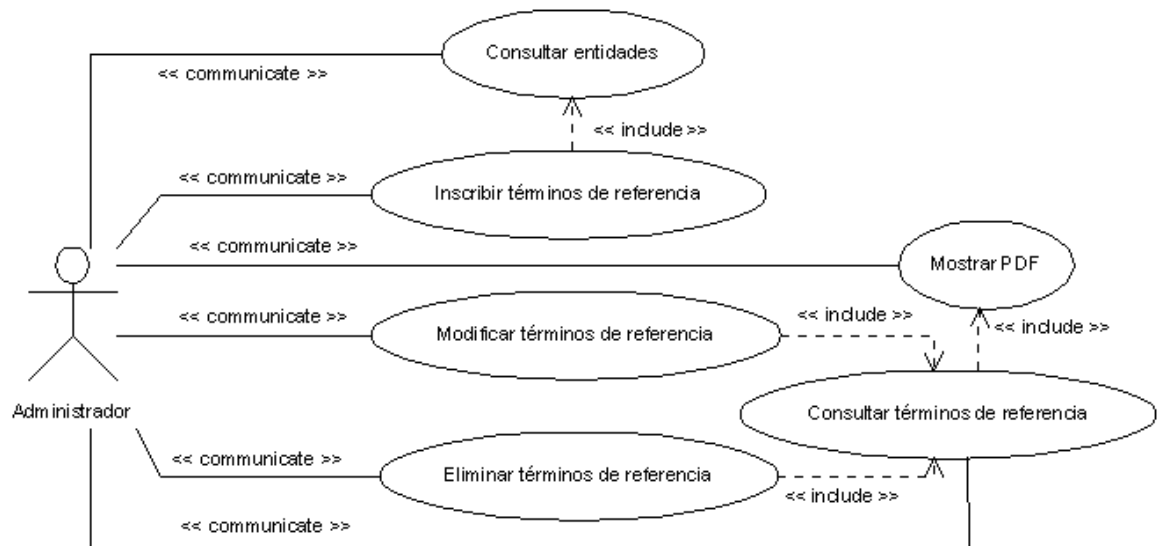 Consultar entidades
<< communicate >>
<< include >>
<< communicate >>
Inscribir términos de referencia
<< communicate >>
Mostrar PDF
<< communicate >>
Modificar términos de referencia
<< include >>
<< include >>
Administrador
Consultar términos de referencia
<< communicate >>
Eliminar términos de referencia
<< include >>
<< communicate >>